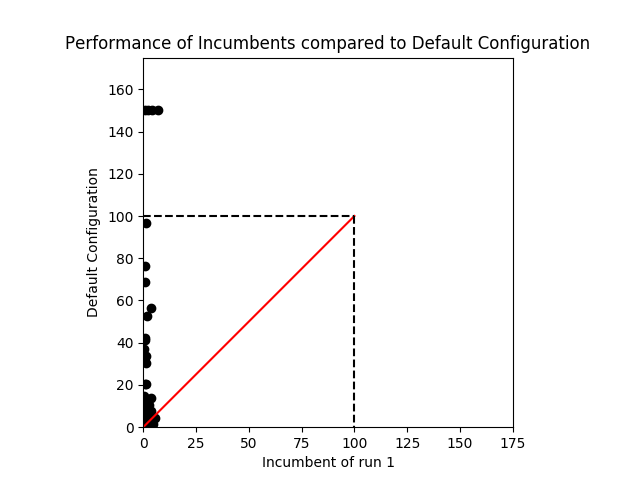 Performance of Incumbents compared to Default Configuration
160
140
120
100
80
60
40
20
0
Default Configuration
0 25 50 75 100 125 150 175
Incumbent of run 1